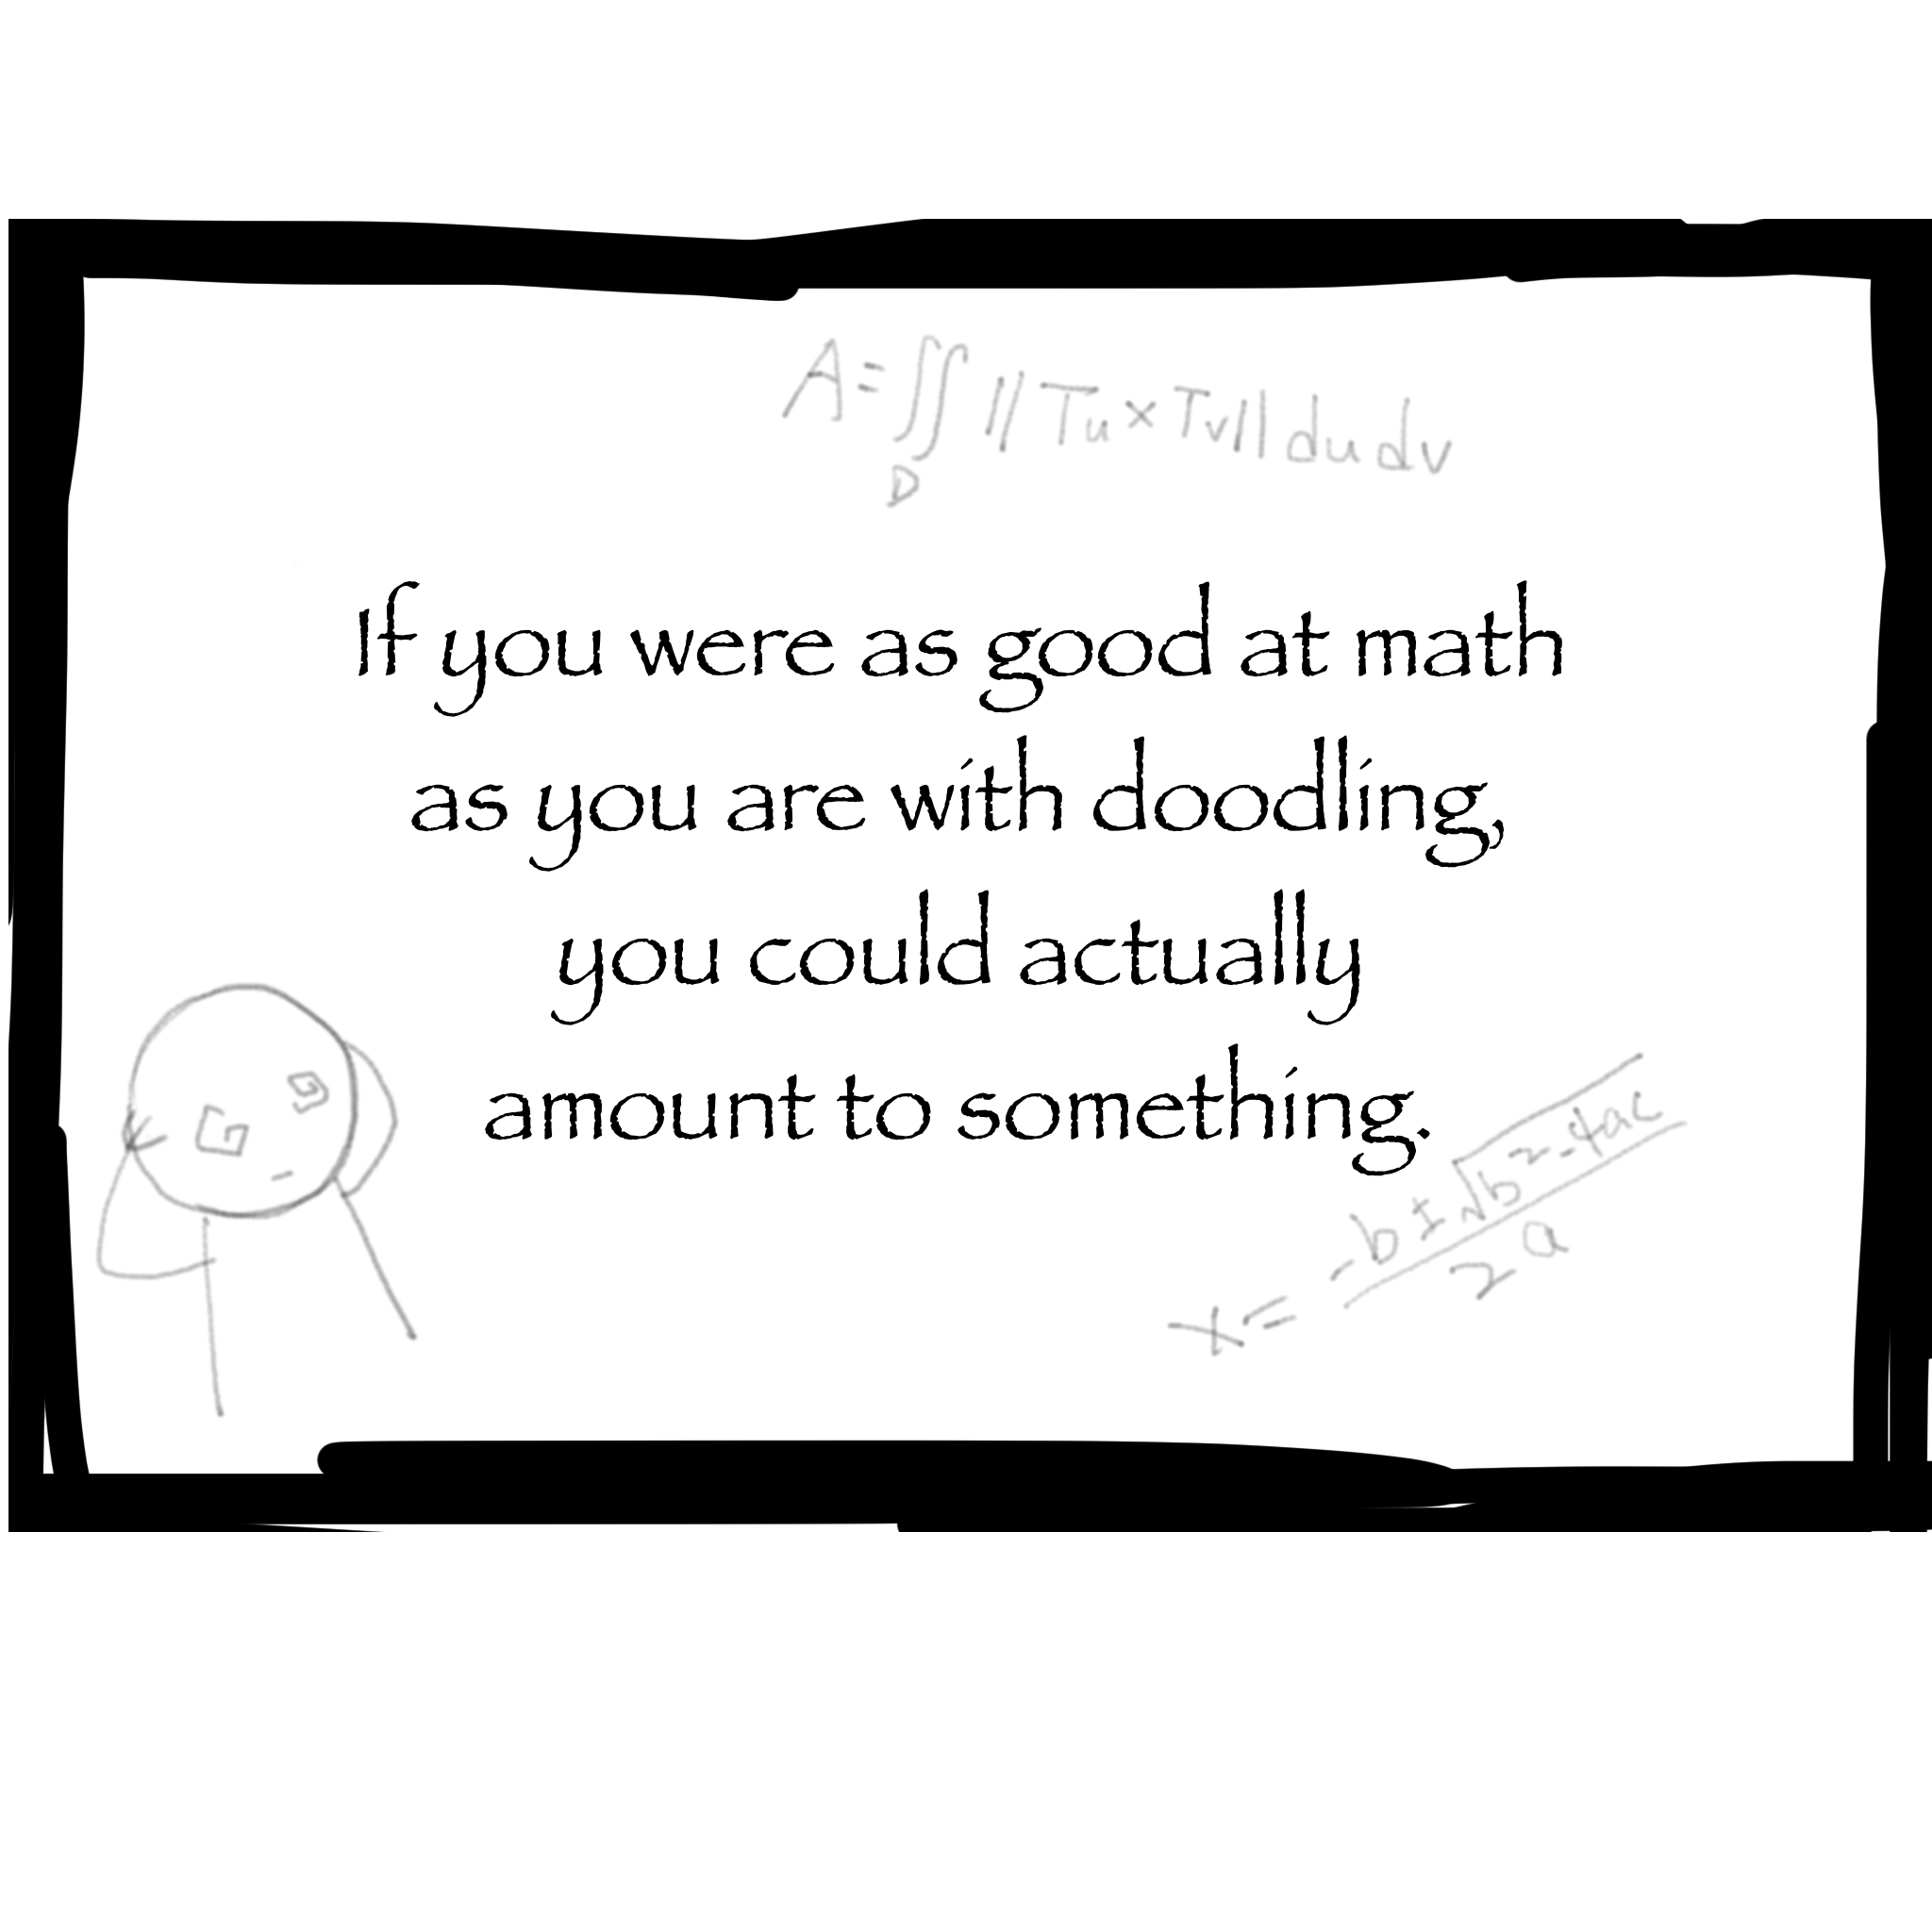 A = ∬ || Tu × Tv || du dv
D
If you were as good at math
as you are with doodling,
you could actually
amount to something.
x = -b ± √b² - 4ac
2a